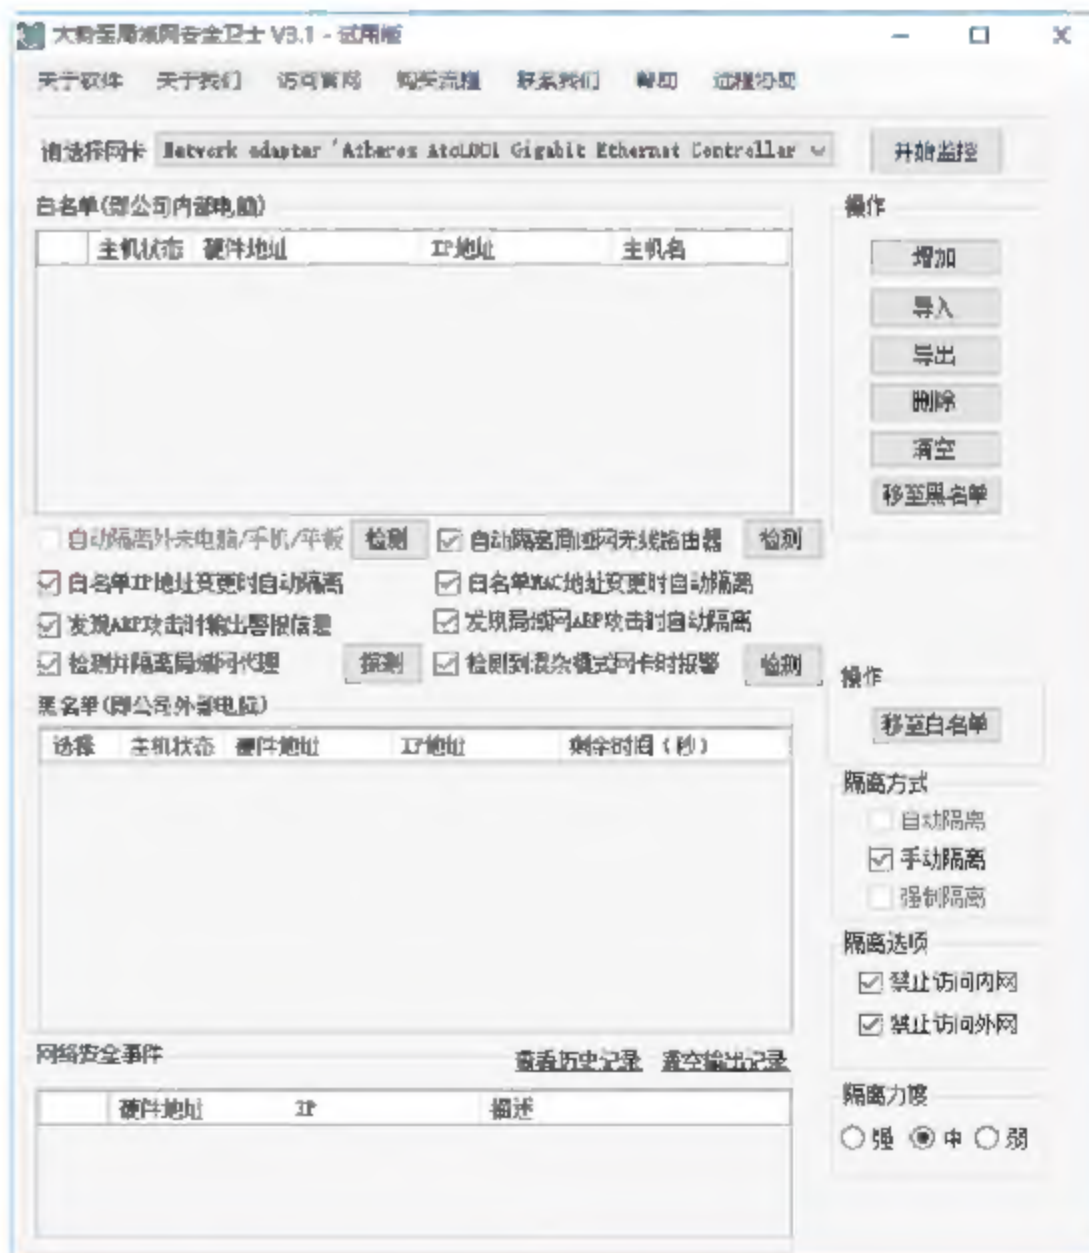 大势至局域网安全卫士 V3.1 - 试用版
关于软件 关于我们 访问官网 购买流程 联系我们 帮助 远程协助
请选择网卡 Network adapter 'Atheros AtcL001 Gigabit Ethernet Controller 开始监控
白名单(即公司内部电脑) 操作
主机状态 硬件地址 IP地址 主机名
增加
导入
导出
删除
清空
移至黑名单
自动隔离外来电脑/手机/平板 检测 自动隔离局域网无线路由器 检测
白名单IP地址变更时自动隔离 白名单MAC地址变更时自动隔离
发现ARP攻击时输出警报信息 发现局域网ARP攻击时自动隔离
检测并隔离局域网代理 探测 检测到混杂模式网卡时报警 检测
黑名单(即公司外部电脑) 操作
选择 主机状态 硬件地址 IP地址 剩余时间(秒)
移至白名单
隔离方式
自动隔离
手动隔离
强制隔离
隔离选项
禁止访问内网
禁止访问外网
网络安全事件 查看历史记录 清空输出记录
硬件地址 IP 描述
隔离力度
强 中 弱